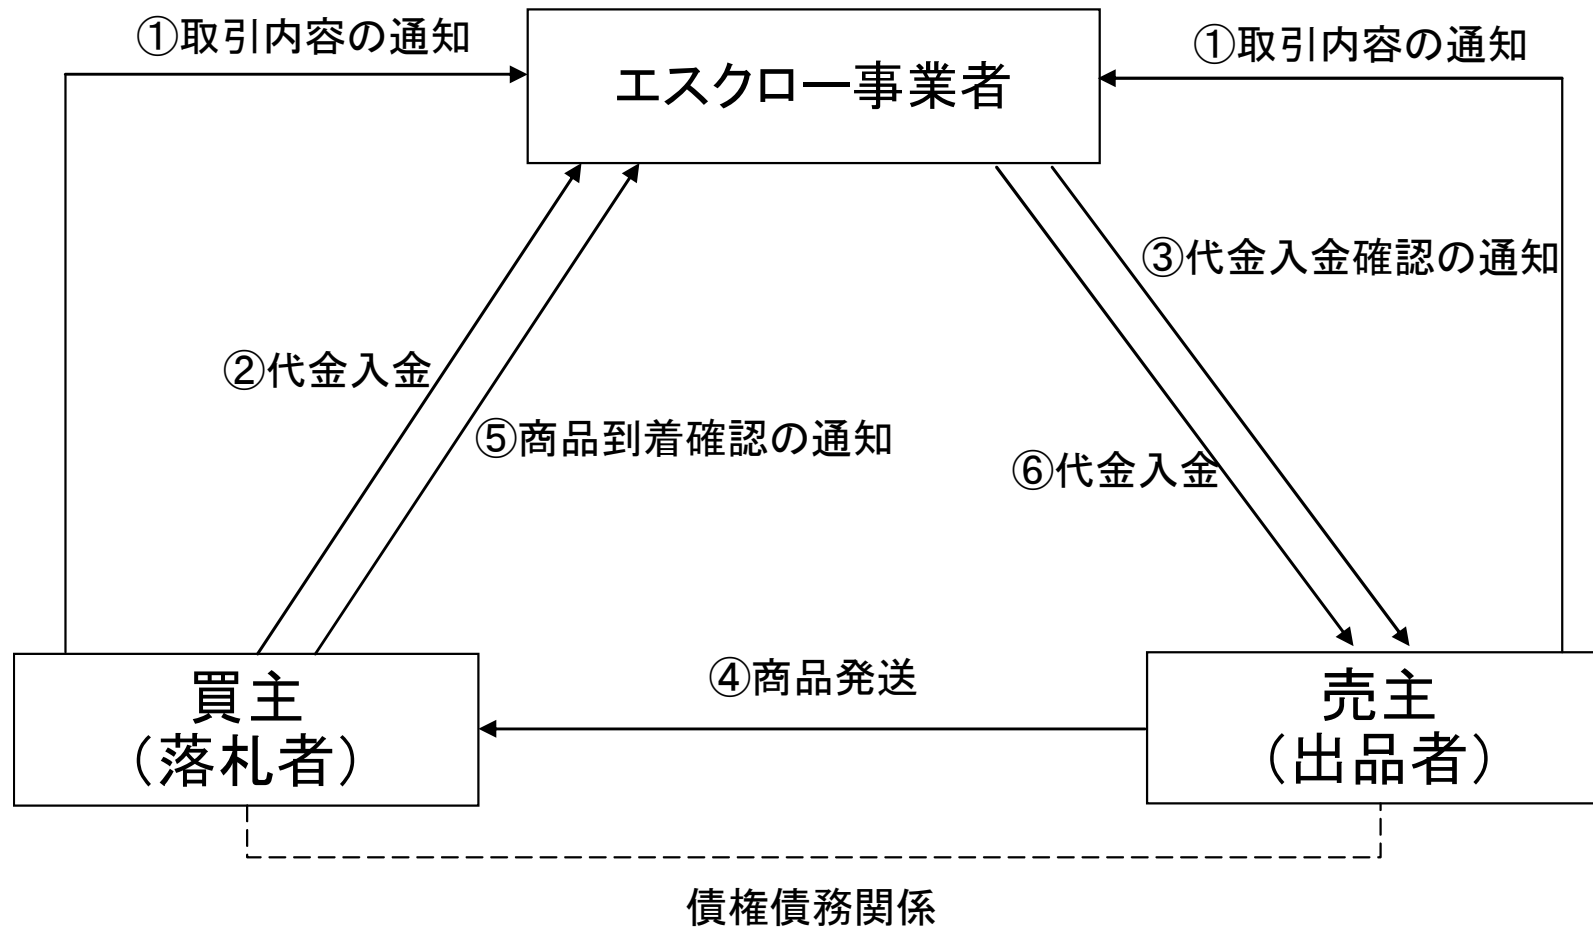 ①取引内容の通知
エスクロー事業者
①取引内容の通知
③代金入金確認の通知
②代金入金
⑤商品到着確認の通知
⑥代金入金
④商品発送
買主
（落札者）
売主
（出品者）
債権債務関係